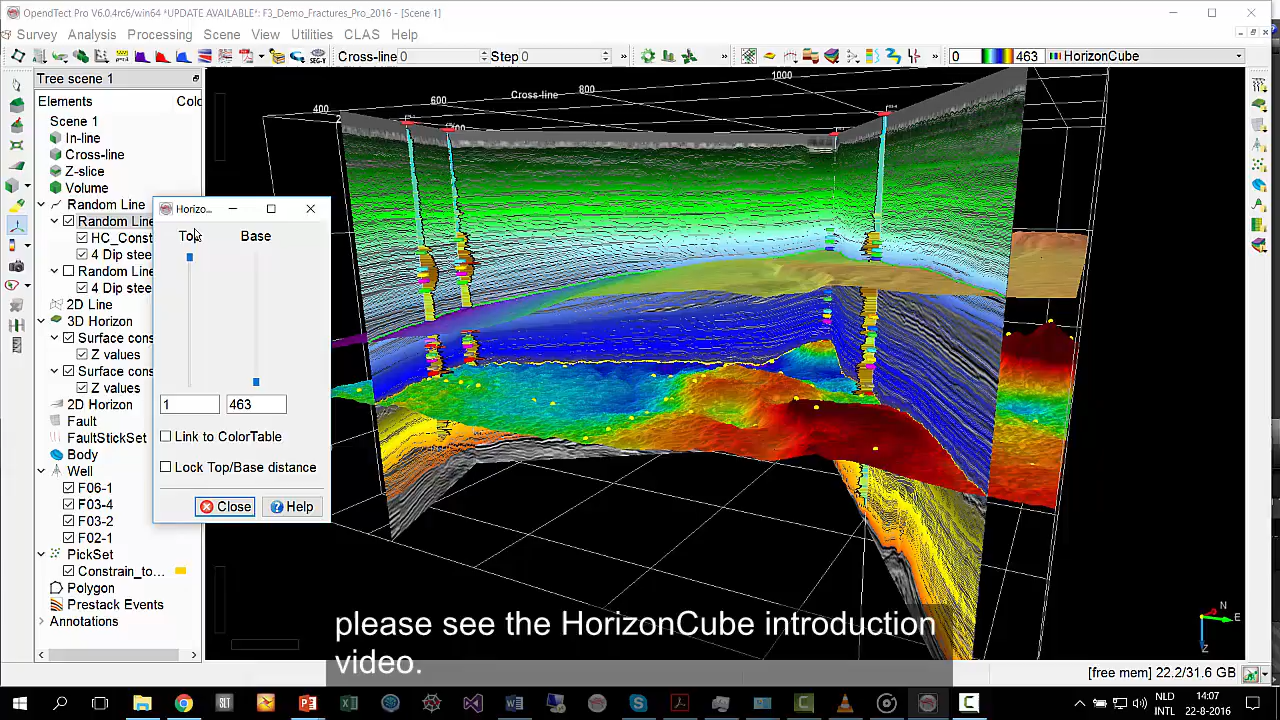 OpendTect Pro V6.0.4rc6/win64 *UPDATE AVAILABLE*: F3_Demo_Fractures_Pro_2016 - [Scene 1]
Survey Analysis Processing Scene View Utilities CLAS Help
SEG-Y Cross-line 0 Step 0 » » 0 463 HorizonCube
Tree scene 1
Elements Colo
Scene 1
In-line
Cross-line
Z-slice
Volume
Random Line
Random Line
HC_Const
4 Dip stee
Random Line
4 Dip stee
2D Line
3D Horizon
Surface cons
Z values
Surface cons
Z values
2D Horizon
Fault
FaultStickSet
Body
Well
F06-1
F03-4
F03-2
F02-1
PickSet
Constrain_to...
Polygon
Prestack Events
Annotations
Horizo...
Top Base
1 463
Link to ColorTable
Lock Top/Base distance
Close Help
400 600 800 1000
Cross-line
N
E
Z
please see the HorizonCube introduction
video.
[free mem] 22.2/31.6 GB
SLT
NLD 14:07
INTL 22-8-2016